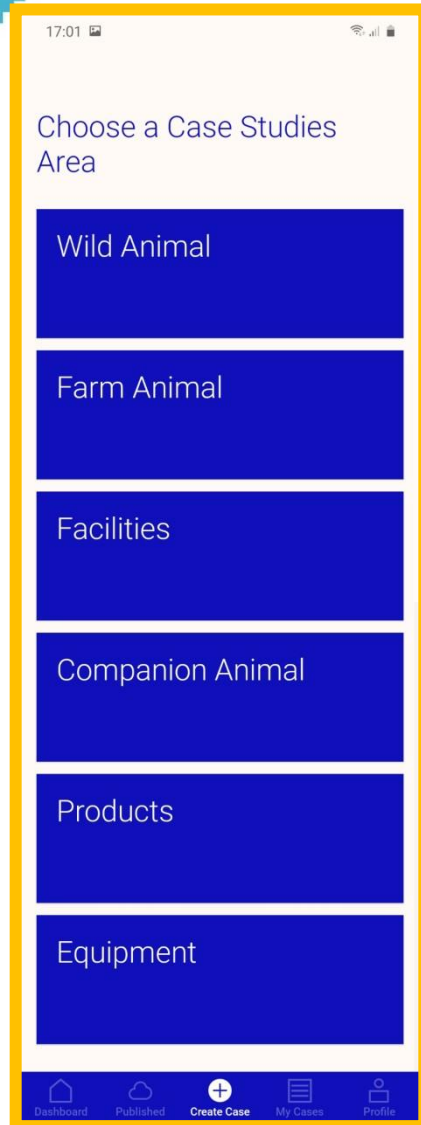 17:01
Choose a Case Studies
Area
Wild Animal
Farm Animal
Facilities
Companion Animal
Products
Equipment
Dashboard Published Create Case My Cases Profile